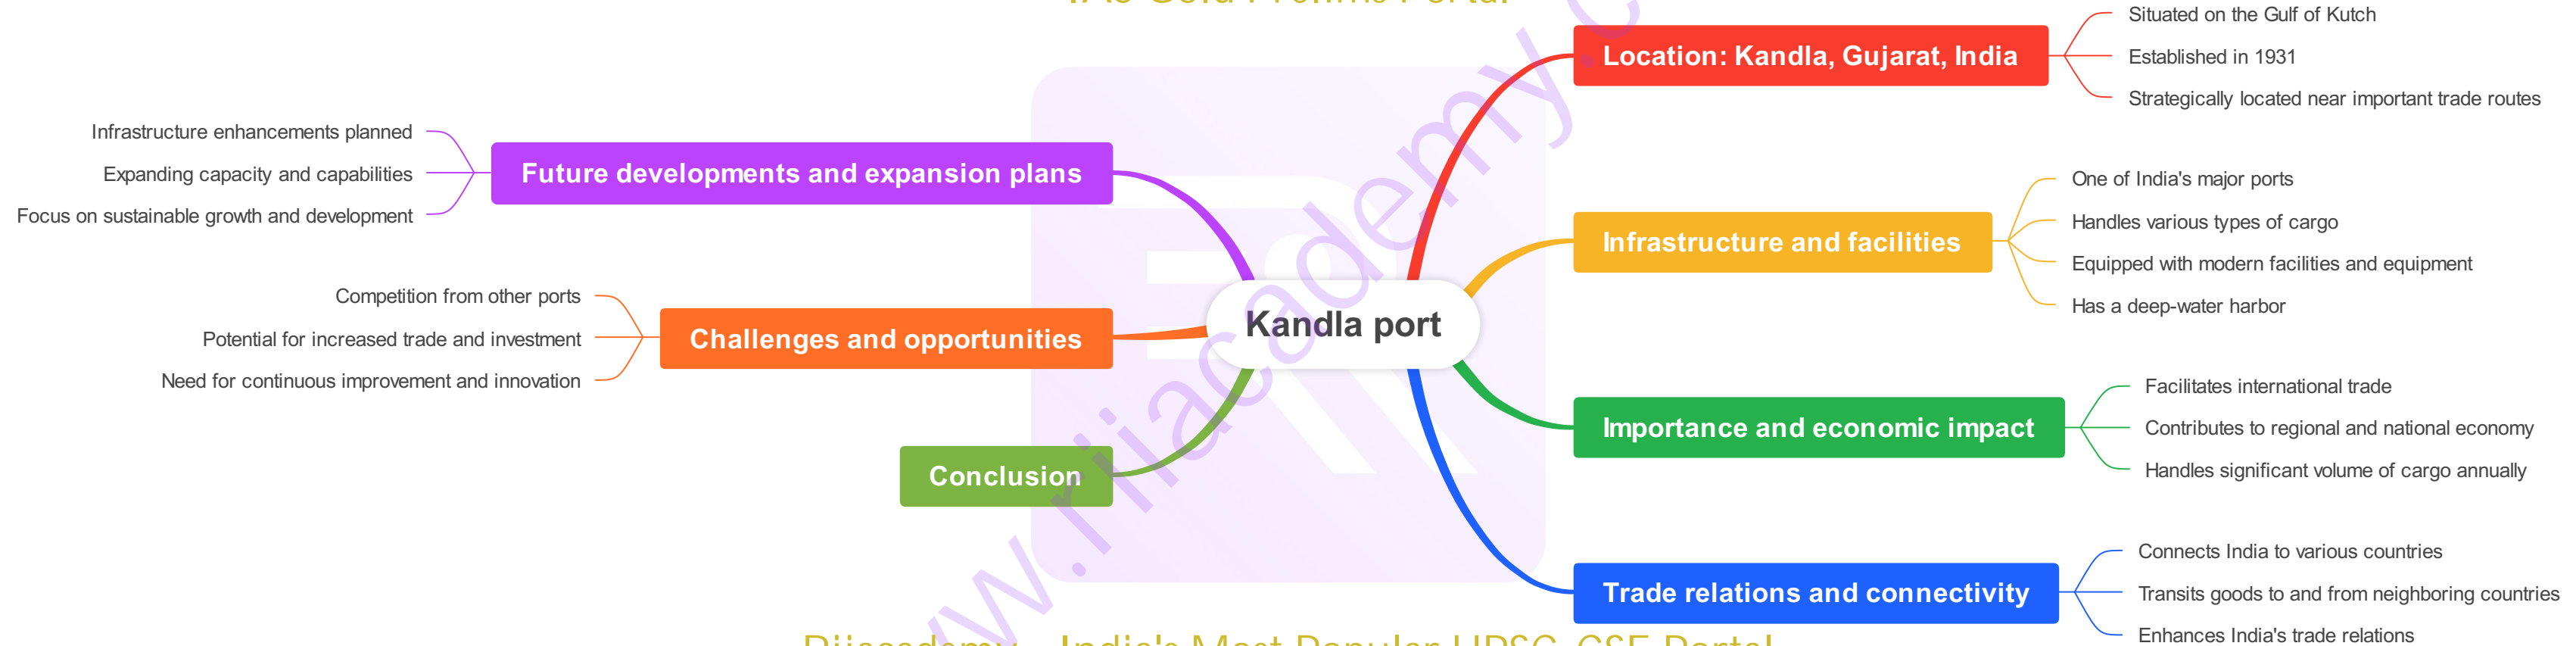 Kandla port
Location: Kandla, Gujarat, India
Situated on the Gulf of Kutch
Established in 1931
Strategically located near important trade routes
Infrastructure and facilities
One of India's major ports
Handles various types of cargo
Equipped with modern facilities and equipment
Has a deep-water harbor
Importance and economic impact
Facilitates international trade
Contributes to regional and national economy
Handles significant volume of cargo annually
Trade relations and connectivity
Connects India to various countries
Transits goods to and from neighboring countries
Enhances India's trade relations
Future developments and expansion plans
Infrastructure enhancements planned
Expanding capacity and capabilities
Focus on sustainable growth and development
Challenges and opportunities
Competition from other ports
Potential for increased trade and investment
Need for continuous improvement and innovation
Conclusion
India's Most Popular UPSC-CSE Portal